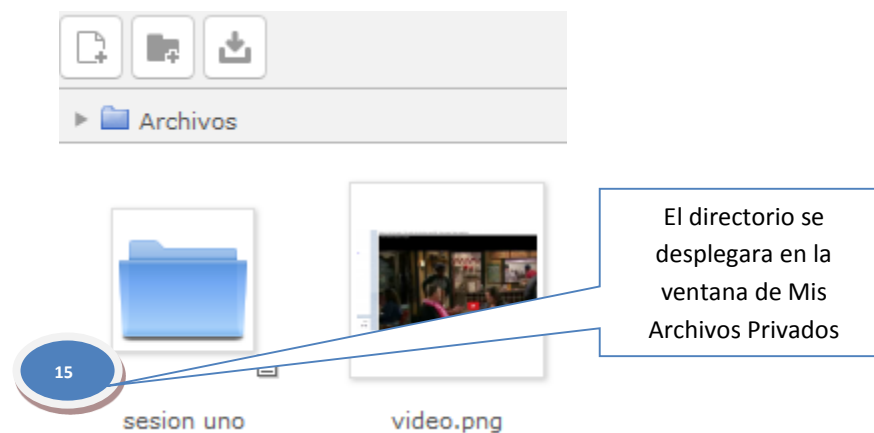 Archivos
El directorio se
desplegara en la
ventana de Mis
Archivos Privados
15
sesion uno
video.png